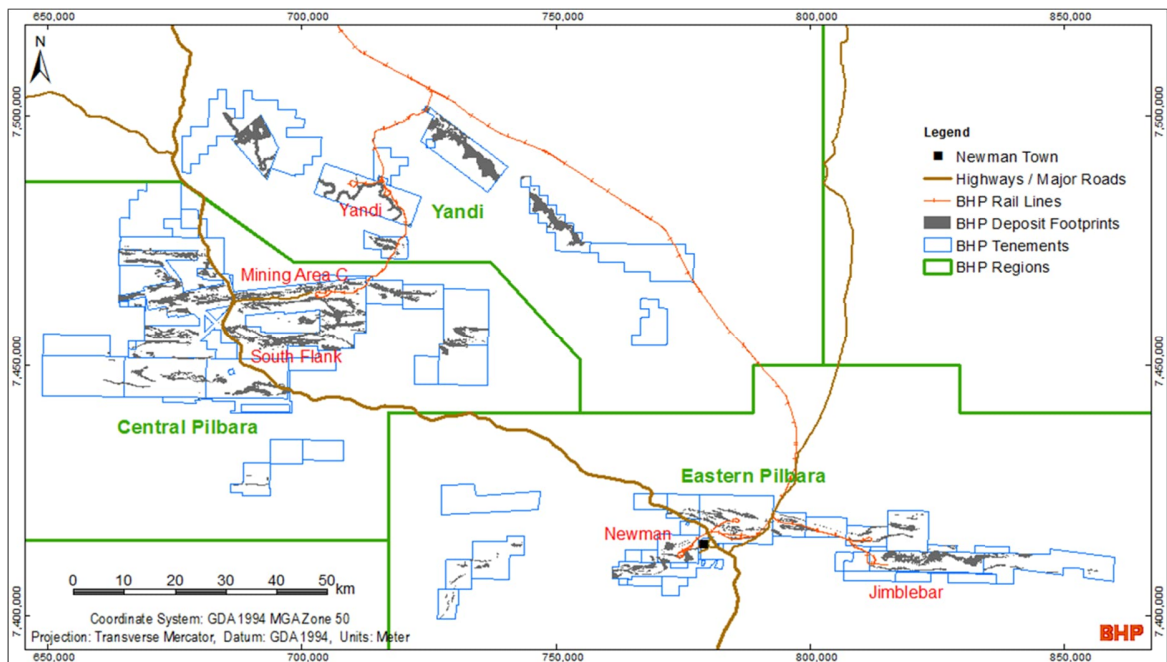 650,000 700,000 750,000 800,000 850,000
N
7,500,000 7,500,000
Legend
Newman Town
Highways / Major Roads
BHP Rail Lines
BHP Deposit Footprints
BHP Tenements
BHP Regions
Yandi Yandi
Mining Area C
South Flank
7,450,000 7,450,000
Central Pilbara
Eastern Pilbara
Newman
Jimblebar
0 10 20 30 40 50 km
7,400,000 7,400,000
Coordinate System: GDA 1994 MGA Zone 50
Projection: Transverse Mercator, Datum: GDA 1994, Units: Meter
BHP
650,000 700,000 750,000 800,000 850,000